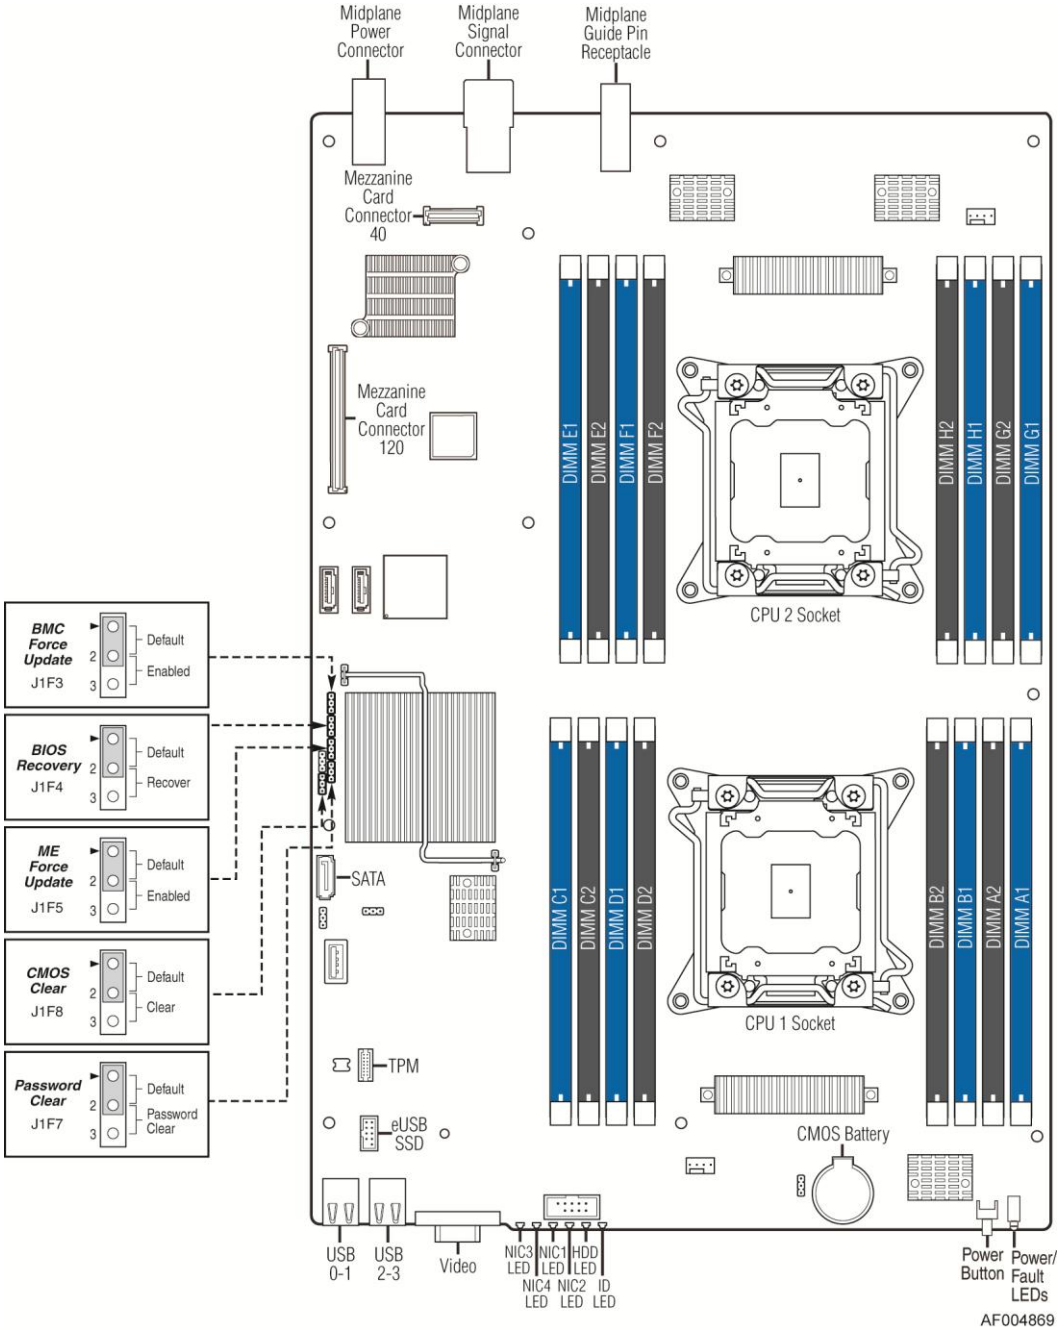 Midplane
Power
Connector
Midplane
Signal
Connector
Midplane
Guide Pin
Receptacle
Mezzanine
Card
Connector
40
Mezzanine
Card
Connector
120
DIMM E1
DIMM E2
DIMM F1
DIMM F2
DIMM H2
DIMM H1
DIMM G2
DIMM G1
CPU 2 Socket
BMC
Force
Update
J1F3
2
3
Default
Enabled
BIOS
Recovery
J1F4
2
3
Default
Recover
ME
Force
Update
J1F5
2
3
Default
Enabled
CMOS
Clear
J1F8
2
3
Default
Clear
Password
Clear
J1F7
2
3
Default
Password
Clear
SATA
DIMM C1
DIMM C2
DIMM D1
DIMM D2
DIMM B2
DIMM B1
DIMM A2
DIMM A1
CPU 1 Socket
TPM
eUSB
SSD
CMOS Battery
USB
0-1
USB
2-3
Video
NIC3
LED
NIC4
LED
NIC1
LED
NIC2
LED
HDD
LED
ID
LED
Power
Button
Power/
Fault
LEDs
AF004869